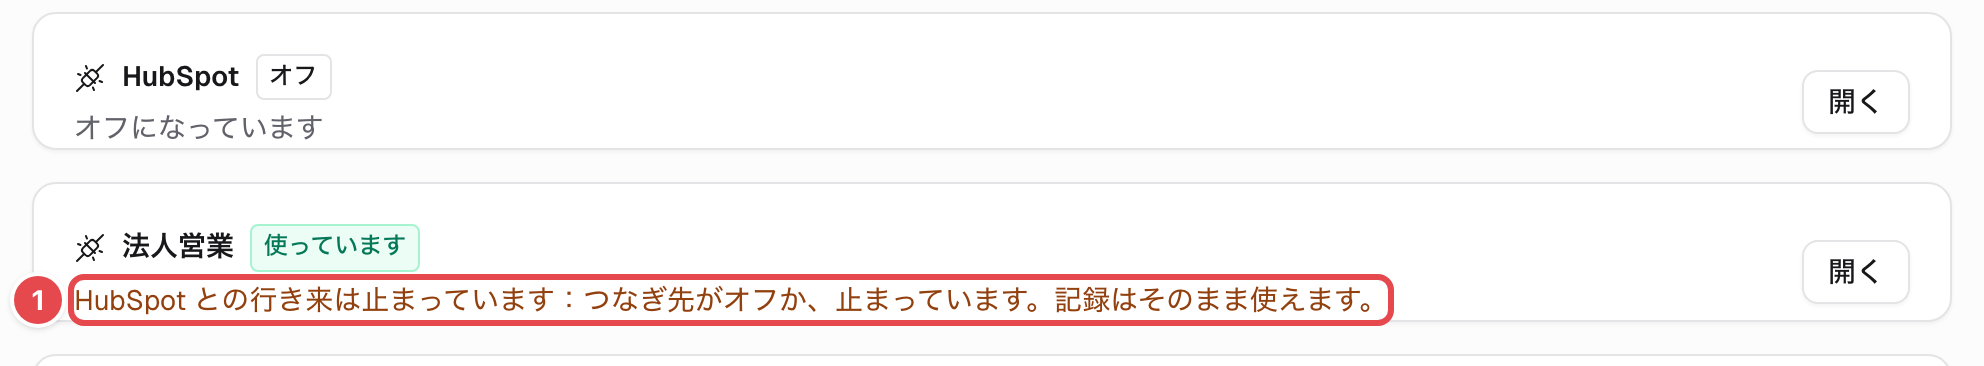 HubSpot オフ
開く
オフになっています
法人営業 使っています
開く
1 HubSpot との行き来は止まっています：つなぎ先がオフか、止まっています。記録はそのまま使えます。